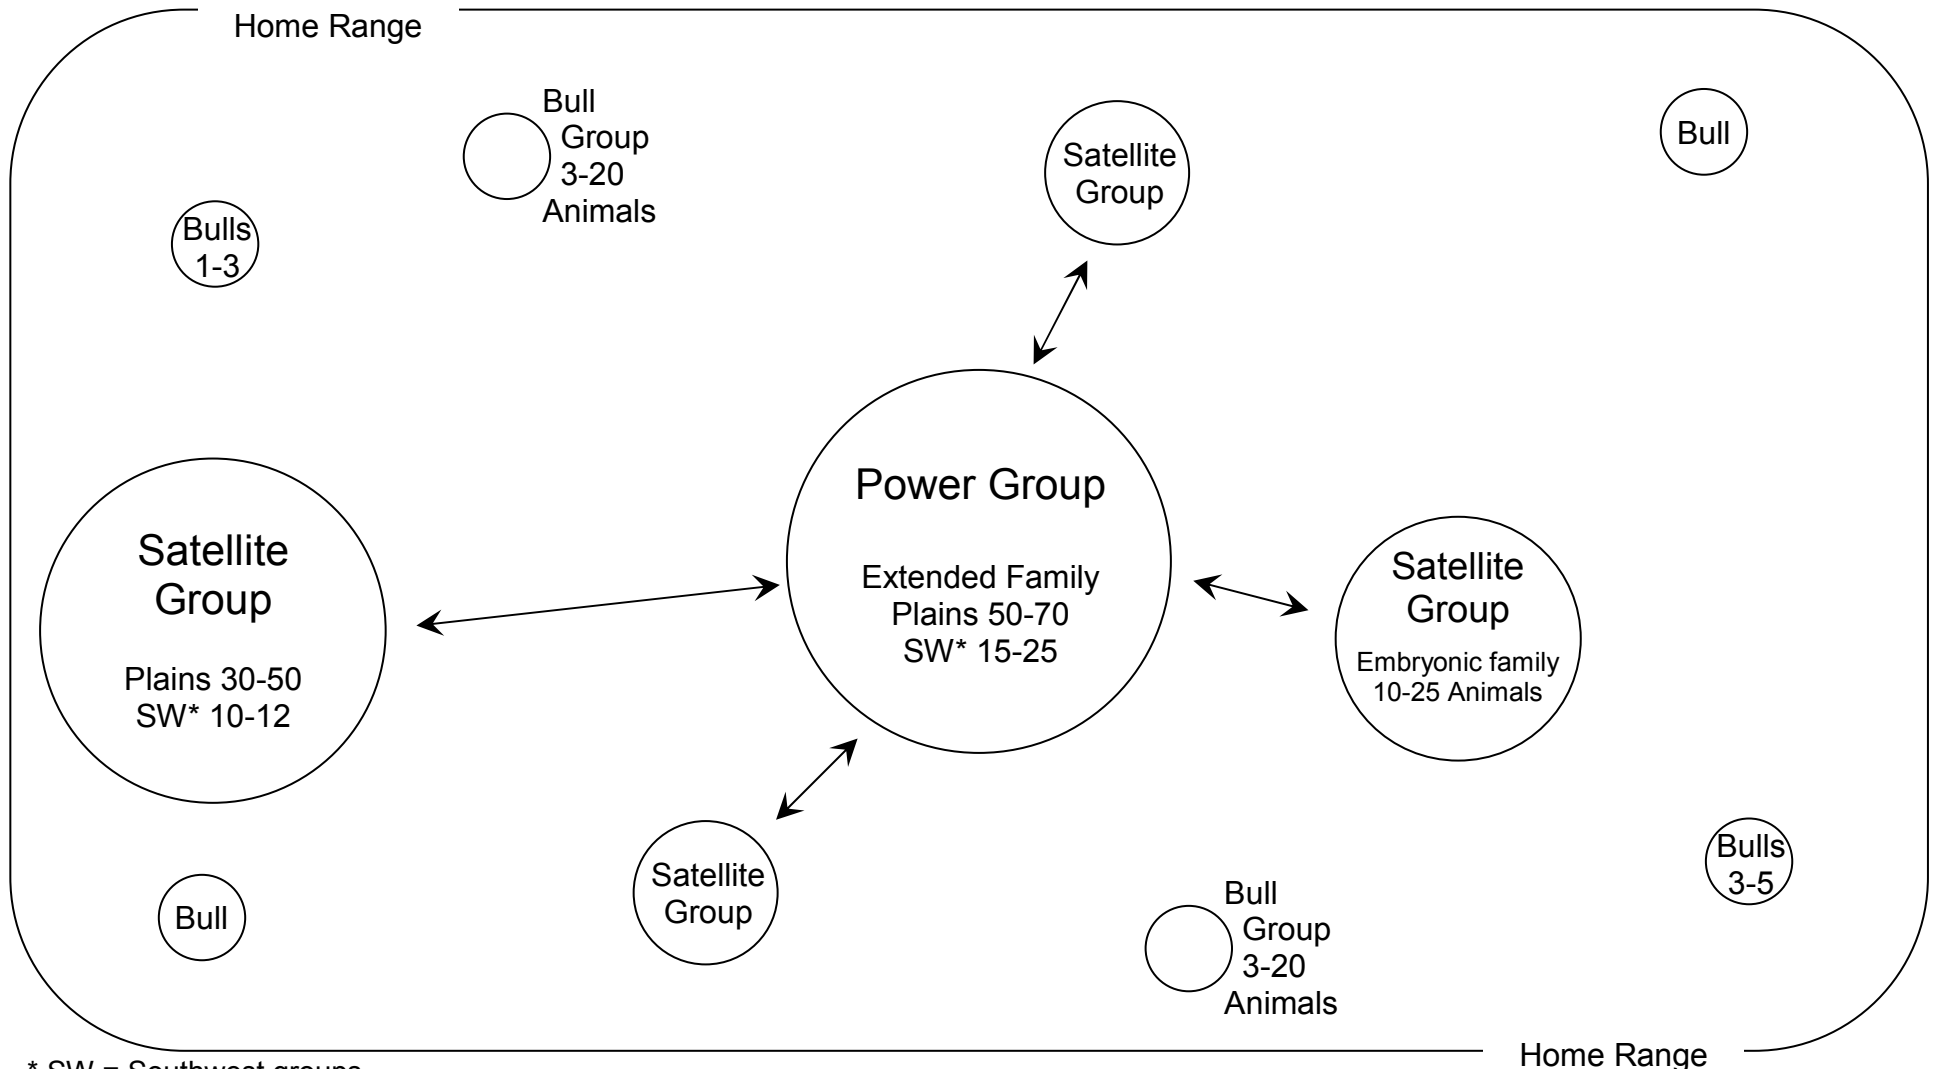 Home Range
Bull
Group
3-20
Animals
Satellite
Group
Bull
Bulls
1-3
Power Group
Extended Family
Plains 50-70
SW* 15-25
Satellite
Group
Plains 30-50
SW* 10-12
Satellite
Group
Embryonic family
10-25 Animals
Satellite
Group
Bulls
3-5
Bull
Bull
Group
3-20
Animals
Home Range
* SW = Southwest groups